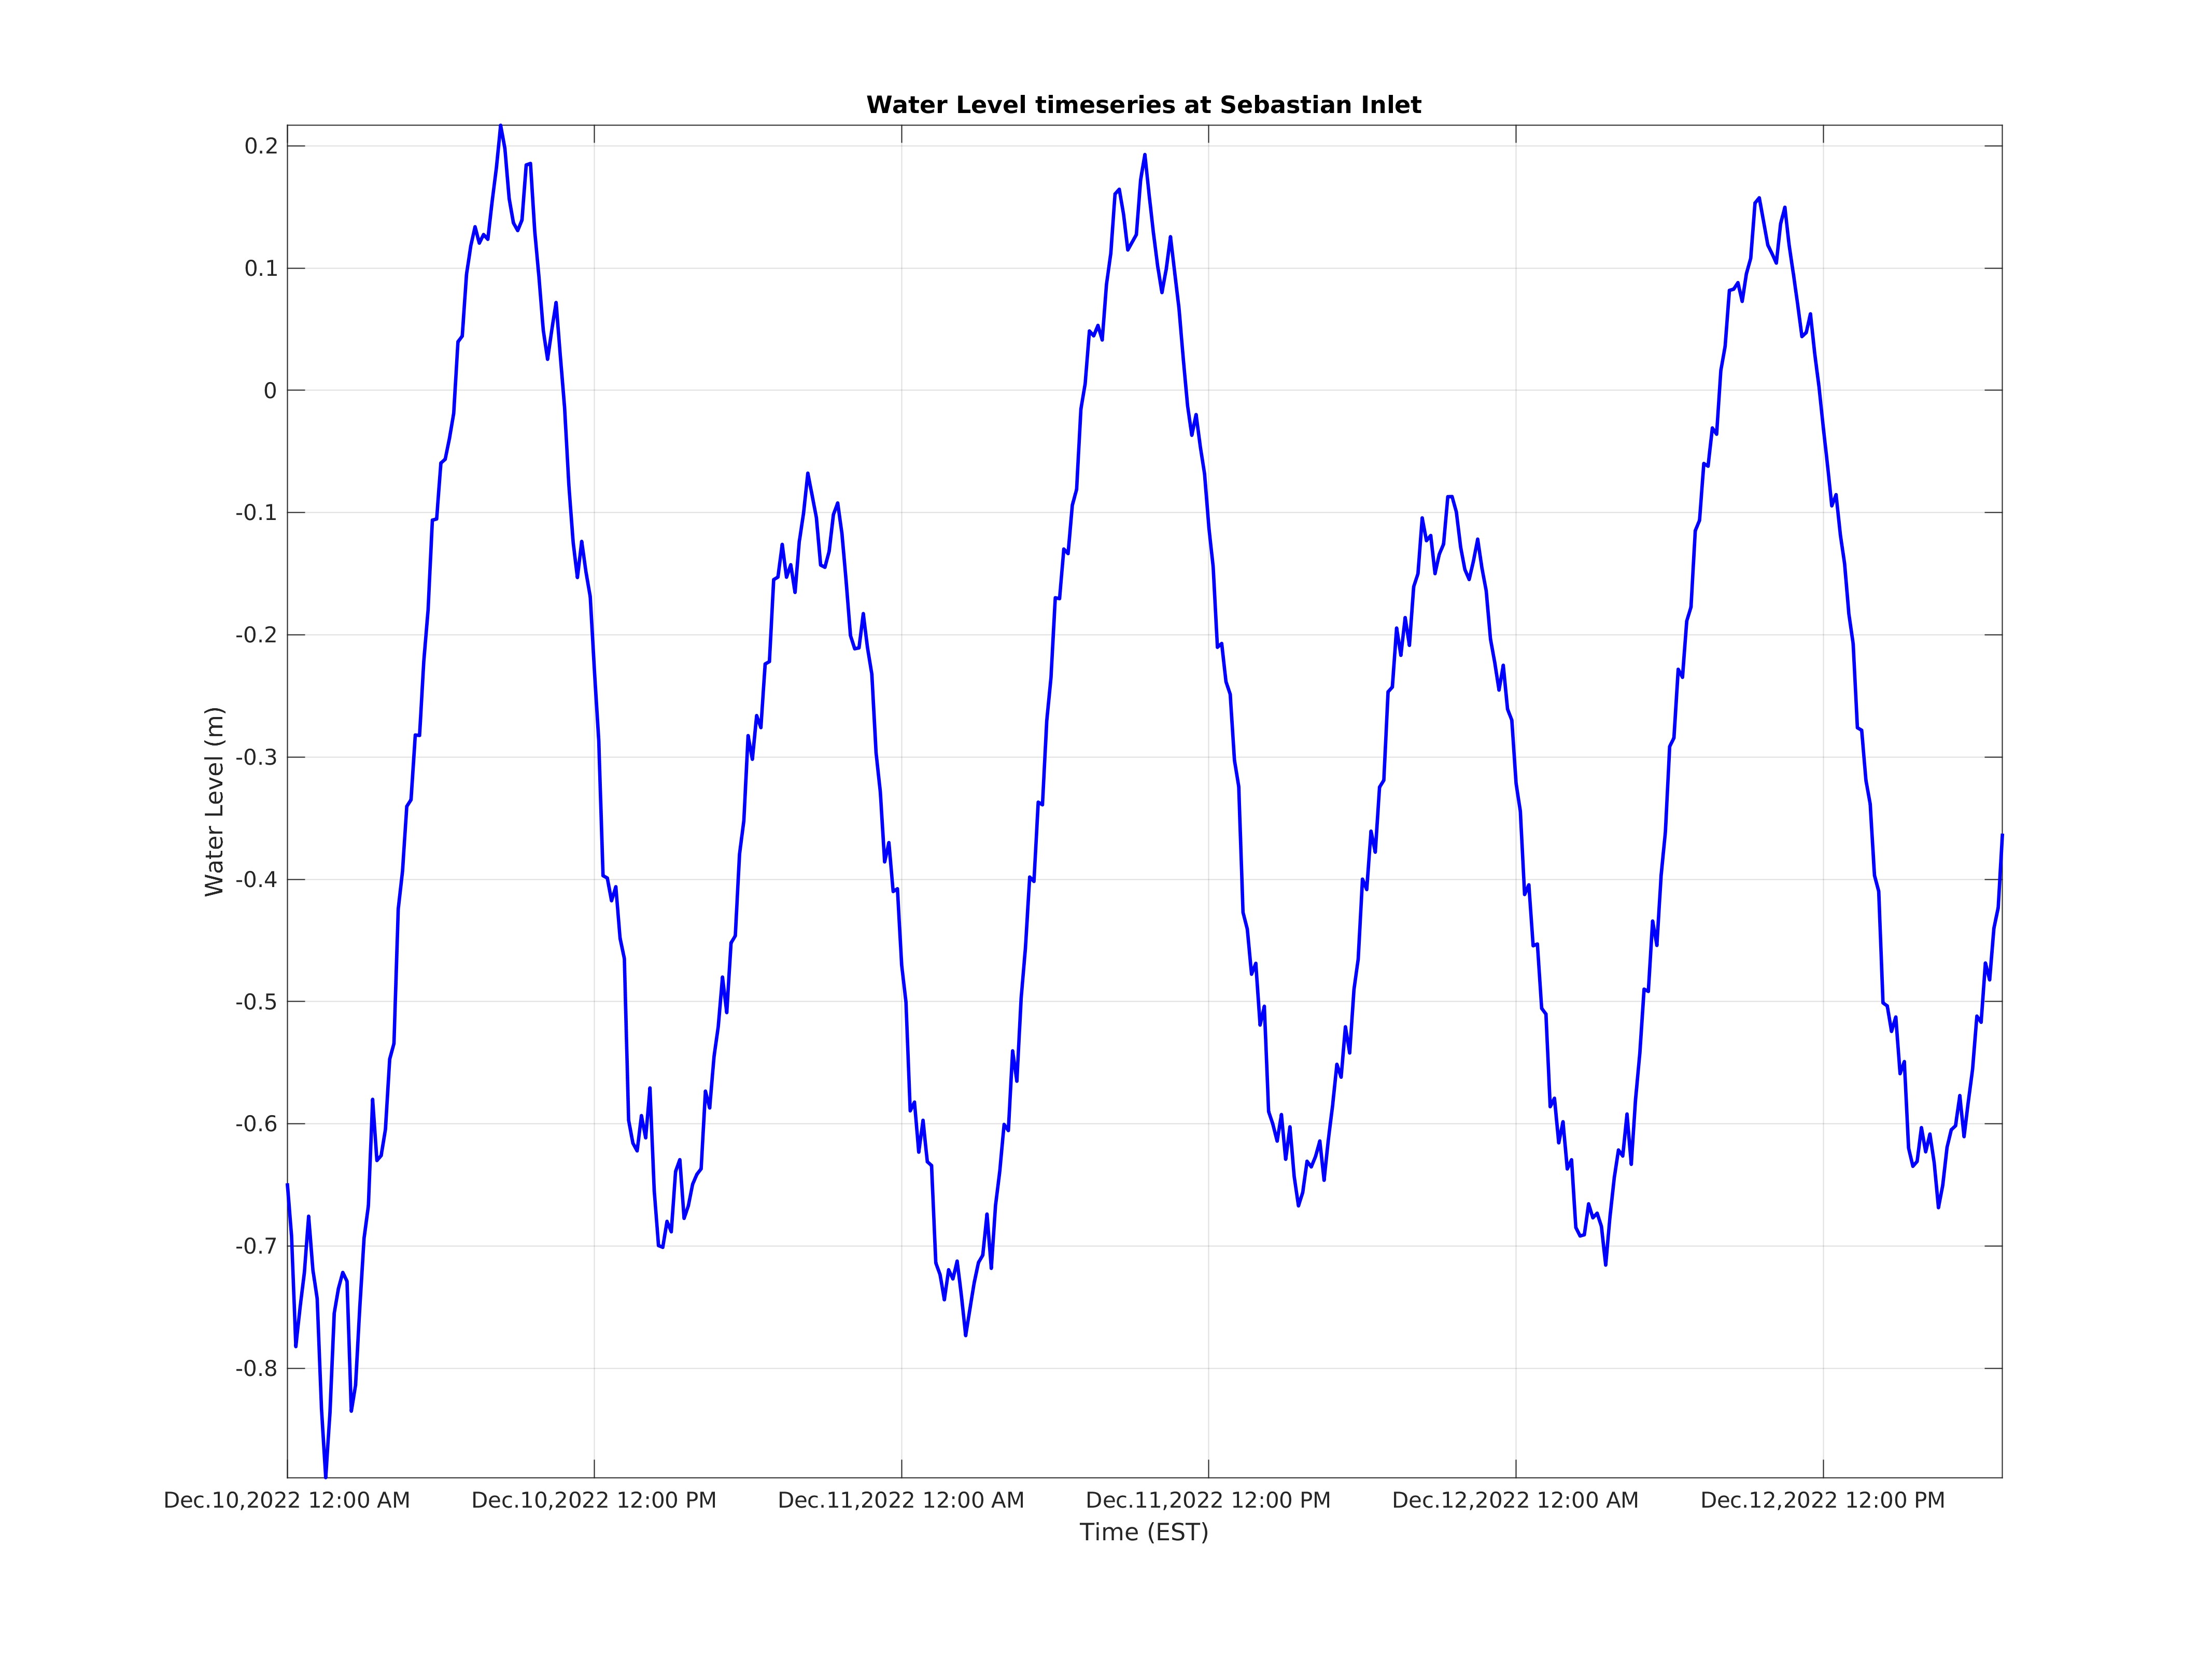 Water Level timeseries at Sebastian Inlet
0.2
0.1
0
-0.1
-0.2
-0.3
-0.4
-0.5
-0.6
-0.7
-0.8
Water Level (m)
Dec.10,2022 12:00 AM Dec.10,2022 12:00 PM Dec.11,2022 12:00 AM Dec.11,2022 12:00 PM Dec.12,2022 12:00 AM Dec.12,2022 12:00 PM
Time (EST)